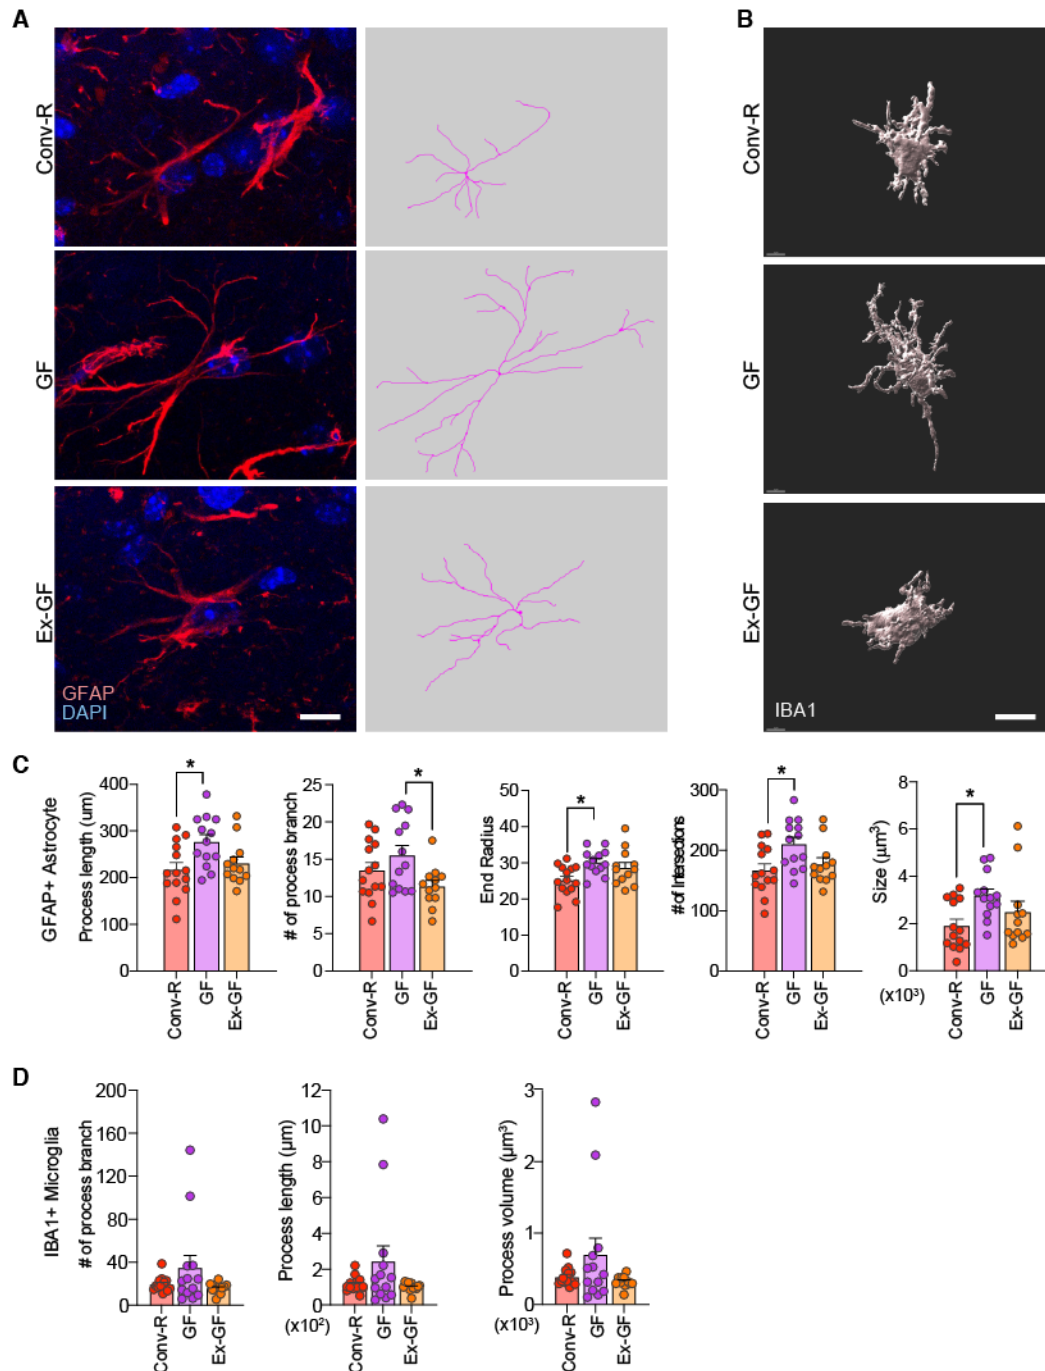 A
B
Conv-R
GF
Ex-GF
GFAP
DAPI
Conv-R
GF
Ex-GF
IBA1
C
GFAP+ Astrocyte
Process length (um)
400
300
200
100
0
*
Conv-R
GF
Ex-GF
# of process branch
25
20
15
10
5
0
*
Conv-R
GF
Ex-GF
End Radius
50
40
30
20
10
0
*
Conv-R
GF
Ex-GF
# of Intersections
300
200
100
0
*
Conv-R
GF
Ex-GF
Size (μm³)
8
6
4
2
0
(x10³)
*
Conv-R
GF
Ex-GF
D
IBA1+ Microglia
# of process branch
200
160
120
80
40
0
Conv-R
GF
Ex-GF
Process length (μm)
12
10
8
6
4
2
0
(x10²)
Conv-R
GF
Ex-GF
Process volume (μm³)
3
2
1
0
(x10³)
Conv-R
GF
Ex-GF